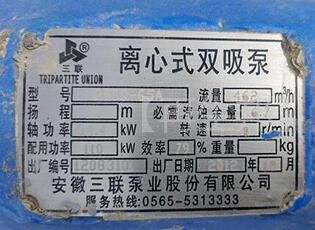 三联
®
TRIPARTITE UNION
离心式双吸泵
型号 流量 462 m³/h
扬程 m 必需汽蚀余量 m
轴功率 kW 转速 r/min
配用功率 110 kW 效率 79 % 重量 kg
出厂编号 出厂日期 年 月
安徽三联泵业股份有限公司
服务热线:0565-5313333